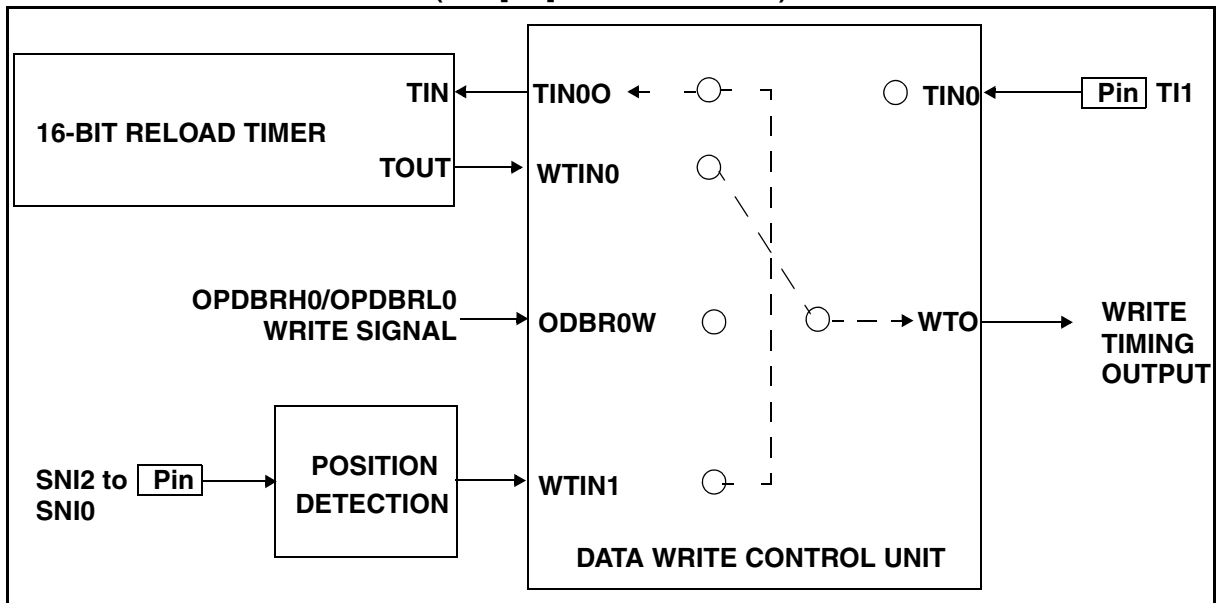 TIN
TIN0O
TIN0
Pin TI1
16-BIT RELOAD TIMER
TOUT
WTIN0
OPDBRH0/OPDBRL0
WRITE SIGNAL
ODBR0W
WTO
WRITE
TIMING
OUTPUT
SNI2 to Pin
SNI0
POSITION
DETECTION
WTIN1
DATA WRITE CONTROL UNIT